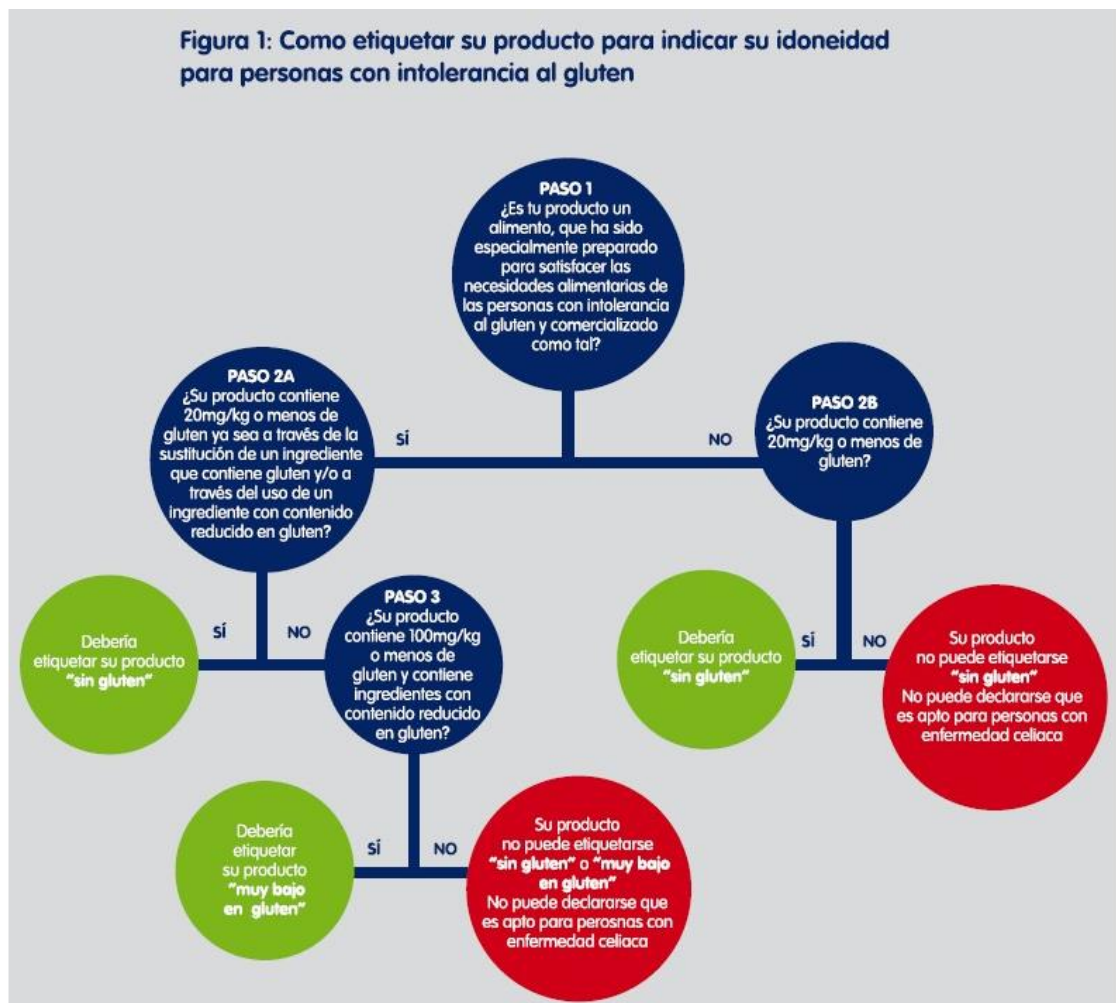 Figura 1: Como etiquetar su producto para indicar su idoneidad
para personas con intolerancia al gluten
PASO 1
¿Es tu producto un
alimento, que ha sido
especialmente preparado
para satisfacer las
necesidades alimentarias de
las personas con intolerancia
al gluten y comercializado
como tal?
SÍ
NO
PASO 2A
¿Su producto contiene
20mg/kg o menos de
gluten ya sea a través de la
sustitución de un ingrediente
que contiene gluten y/o a
través del uso de un
ingrediente con contenido
reducido en gluten?
PASO 2B
¿Su producto contiene
20mg/kg o menos de
gluten?
SÍ
NO
Debería
etiquetar su producto
"sin gluten"
PASO 3
¿Su producto
contiene 100mg/kg
o menos de
gluten y contiene
ingredientes con
contenido reducido
en gluten?
SÍ
NO
Debería
etiquetar su producto
"sin gluten"
Su producto
no puede etiquetarse
"sin gluten"
No puede declararse que
es apto para personas con
enfermedad celiaca
SÍ
NO
Debería
etiquetar
su producto
"muy bajo
en gluten"
Su producto
no puede etiquetarse
"sin gluten" o "muy bajo
en gluten"
No puede declararse que
es apto para perosnas con
enfermedad celiaca